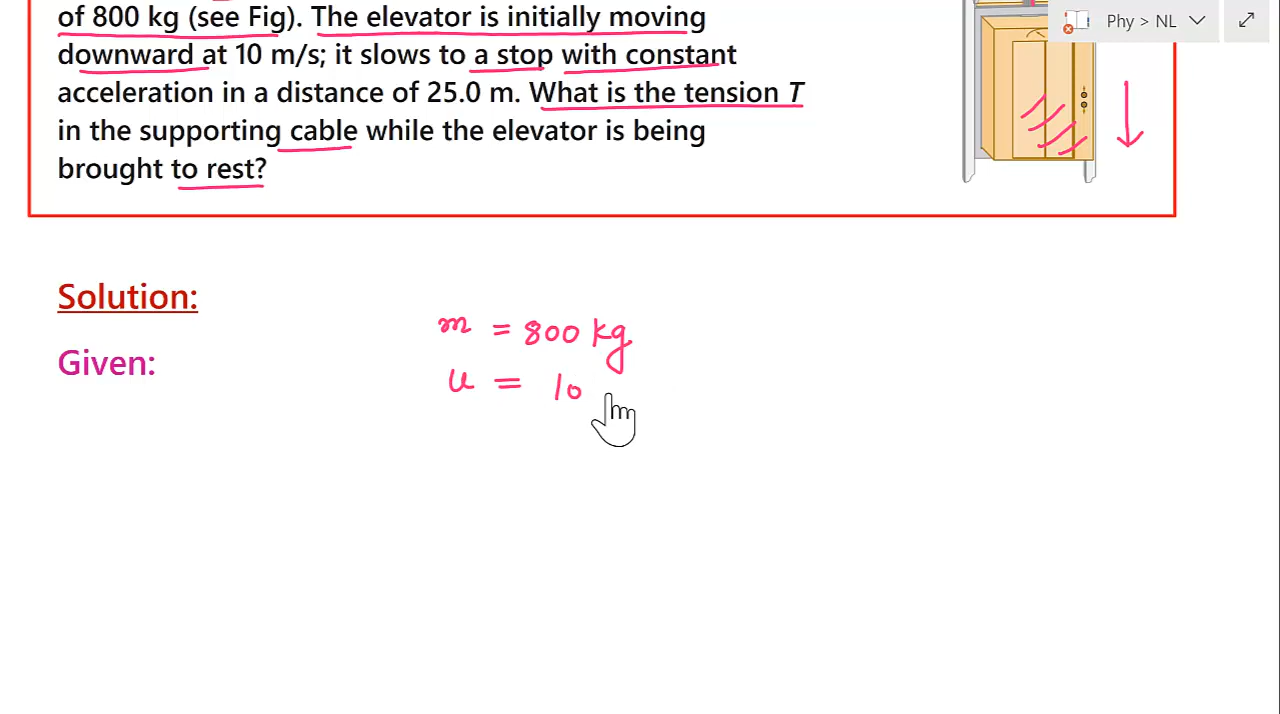 of 800 kg (see Fig). The elevator is initially moving
downward at 10 m/s; it slows to a stop with constant
acceleration in a distance of 25.0 m. What is the tension T
in the supporting cable while the elevator is being
brought to rest?
Phy > NL
Solution:
Given:
m = 800 kg
u = 10